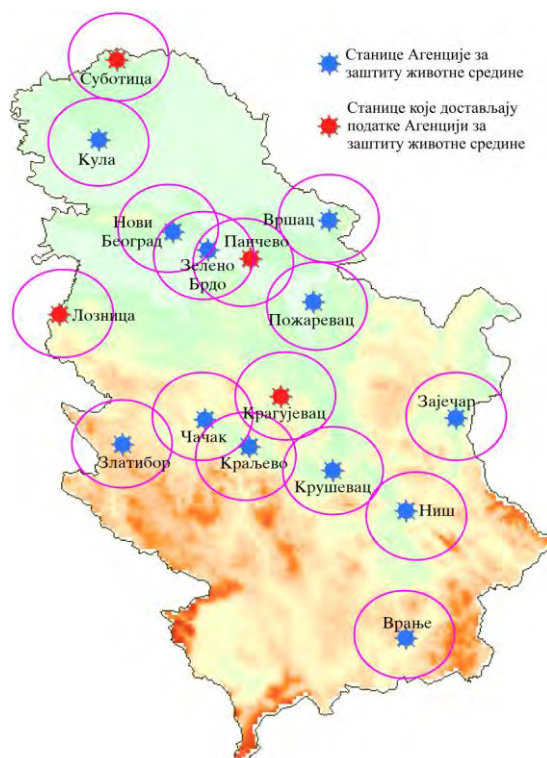 Станице Агенције за
заштиту животне средине
Станице које достављају
податке Агенцији за
заштиту животне средине
Суботица
Кула
Нови
Београд
Зелено
Брдо
Панчево
Вршац
Лозница
Пожаревац
Крагујевац
Зајечар
Чачак
Златибор
Краљево
Крушевац
Ниш
Врање